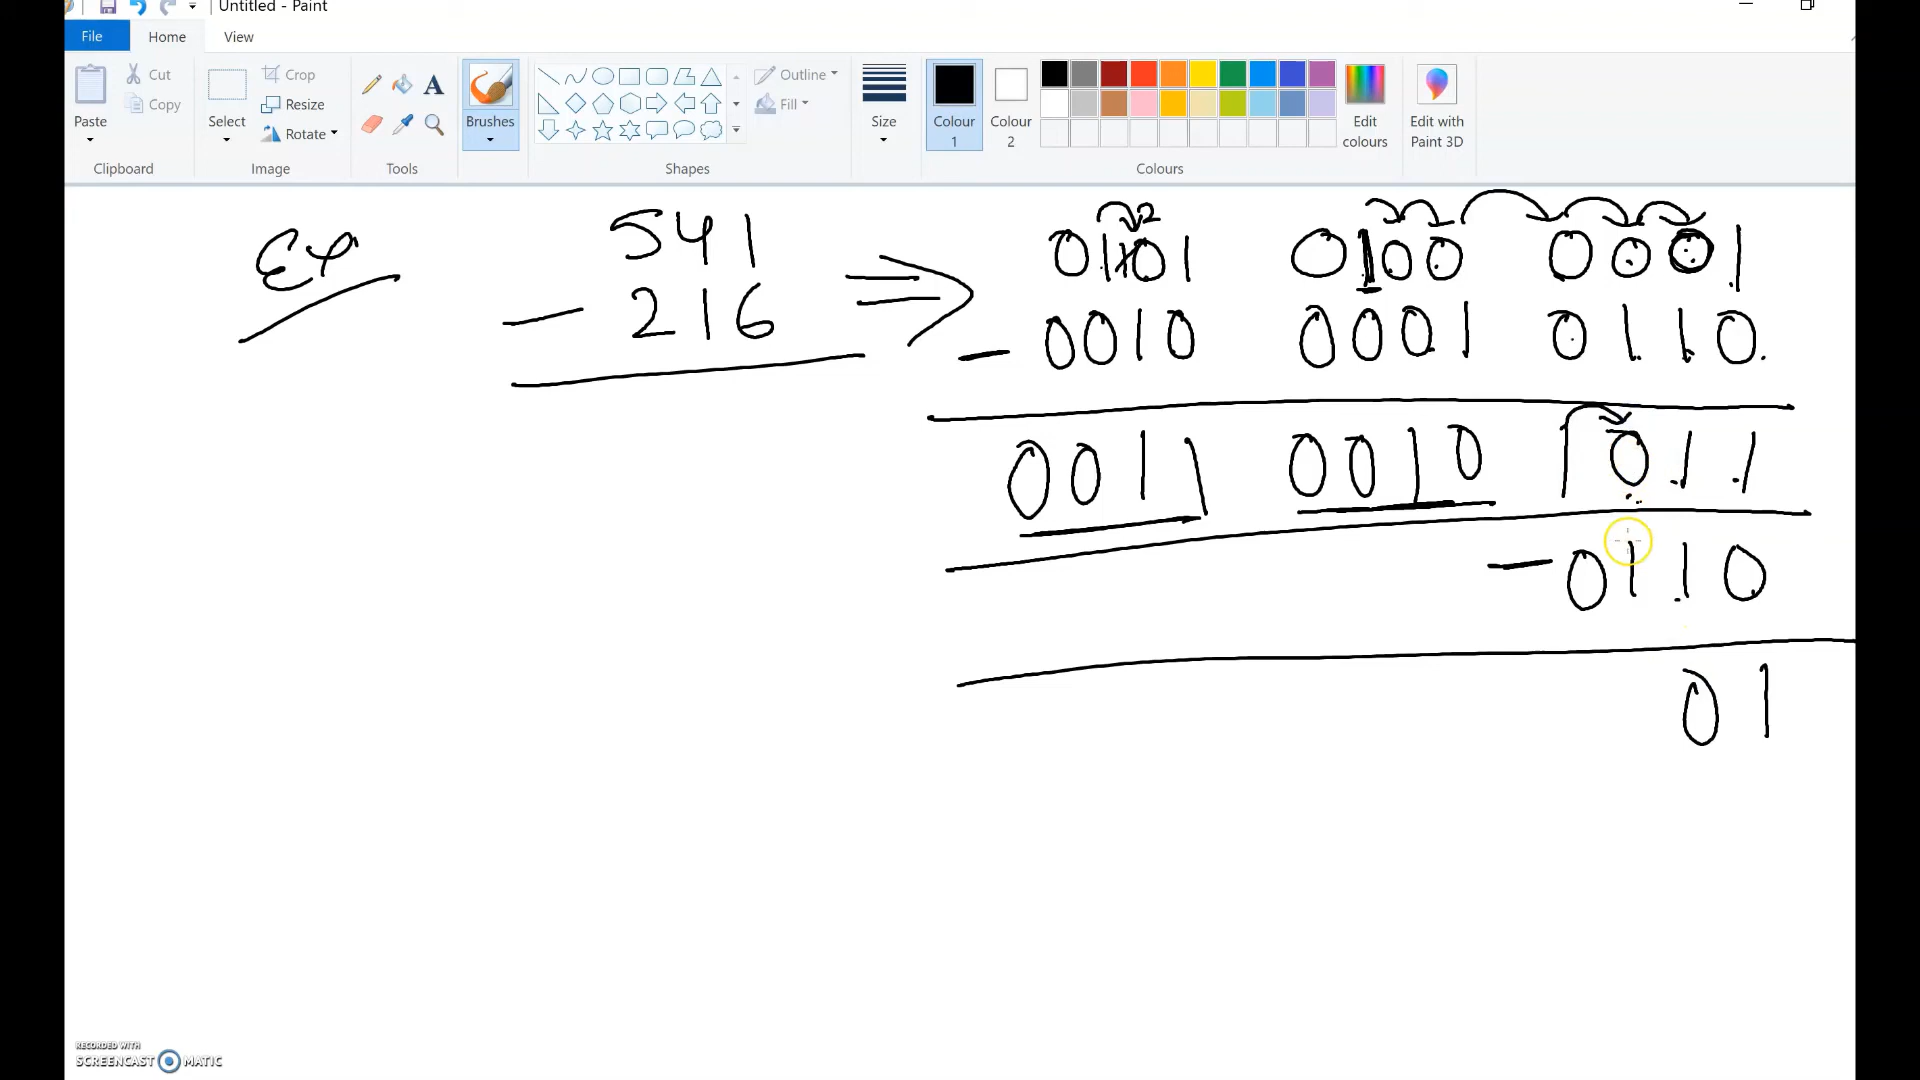 Untitled - Paint
File Home View
Paste Cut Copy
Clipboard
Select Crop Resize Rotate
Image
Tools
Brushes
Outline Fill
Shapes
Size
Colour 1 Colour 2
Edit colours
Colours
Edit with Paint 3D
Ex
541
- 216
⇒
0101 0100 0001
2
- 0010 0001 0110
0011 0010 1011
- 0110
01
RECORDED WITH
SCREENCAST MATIC